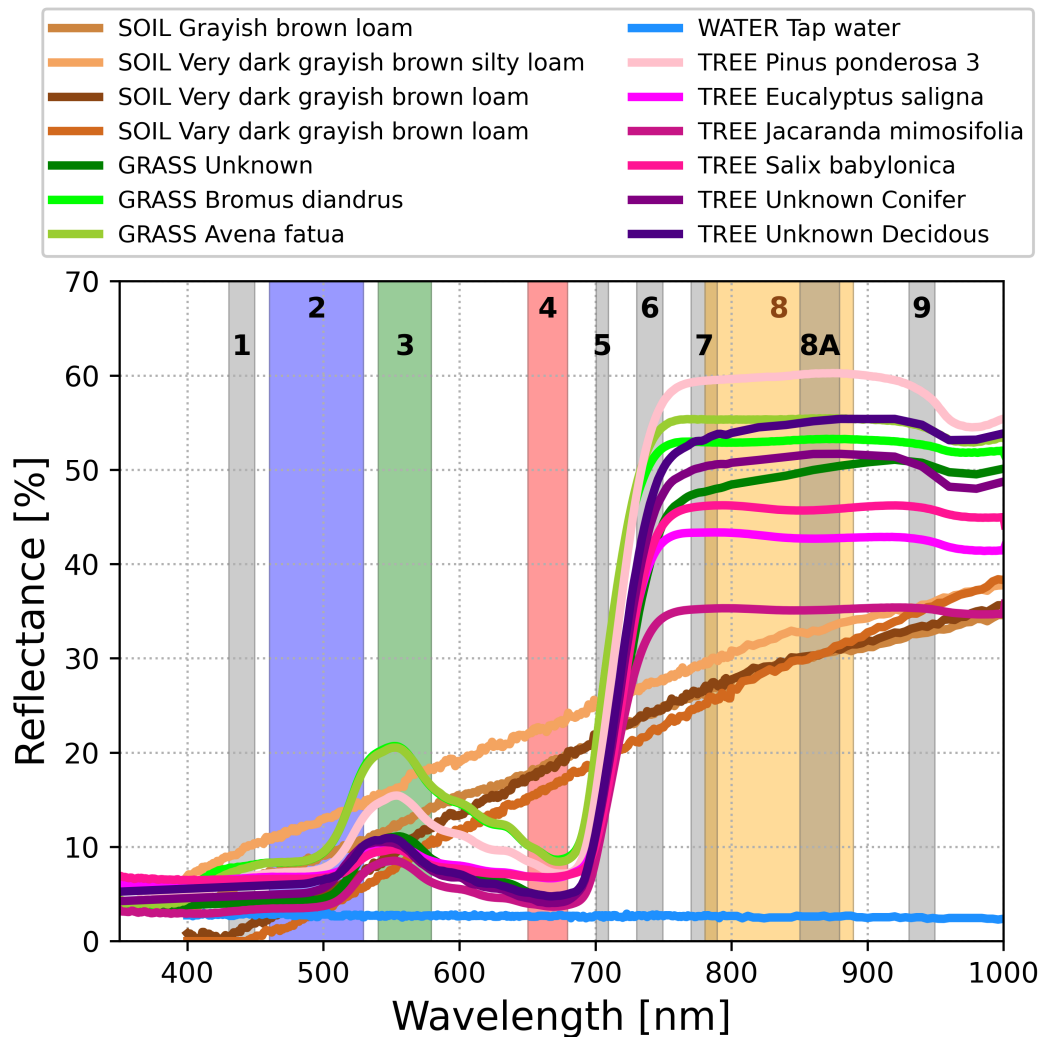 SOIL Grayish brown loam
SOIL Very dark grayish brown silty loam
SOIL Very dark grayish brown loam
SOIL Vary dark grayish brown loam
GRASS Unknown
GRASS Bromus diandrus
GRASS Avena fatua
WATER Tap water
TREE Pinus ponderosa 3
TREE Eucalyptus saligna
TREE Jacaranda mimosifolia
TREE Salix babylonica
TREE Unknown Conifer
TREE Unknown Decidous
70
60
50
40
30
20
10
0
Reflectance [%]
2
4
6
8
9
1
3
5
7
8A
400
500
600
700
800
900
1000
Wavelength [nm]